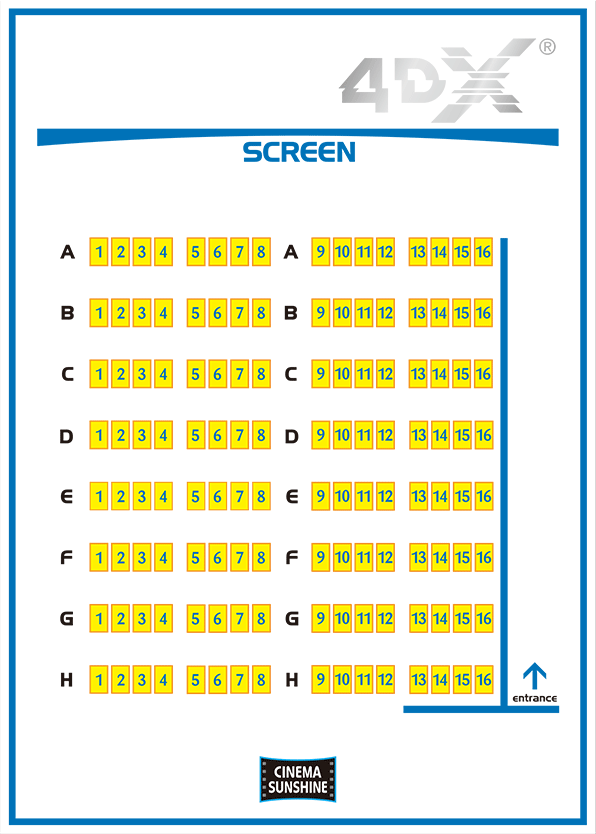 4DX®
SCREEN
A 1 2 3 4 5 6 7 8 A 9 10 11 12 13 14 15 16
B 1 2 3 4 5 6 7 8 B 9 10 11 12 13 14 15 16
C 1 2 3 4 5 6 7 8 C 9 10 11 12 13 14 15 16
D 1 2 3 4 5 6 7 8 D 9 10 11 12 13 14 15 16
E 1 2 3 4 5 6 7 8 E 9 10 11 12 13 14 15 16
F 1 2 3 4 5 6 7 8 F 9 10 11 12 13 14 15 16
G 1 2 3 4 5 6 7 8 G 9 10 11 12 13 14 15 16
H 1 2 3 4 5 6 7 8 H 9 10 11 12 13 14 15 16
entrance
CINEMA
SUNSHINE